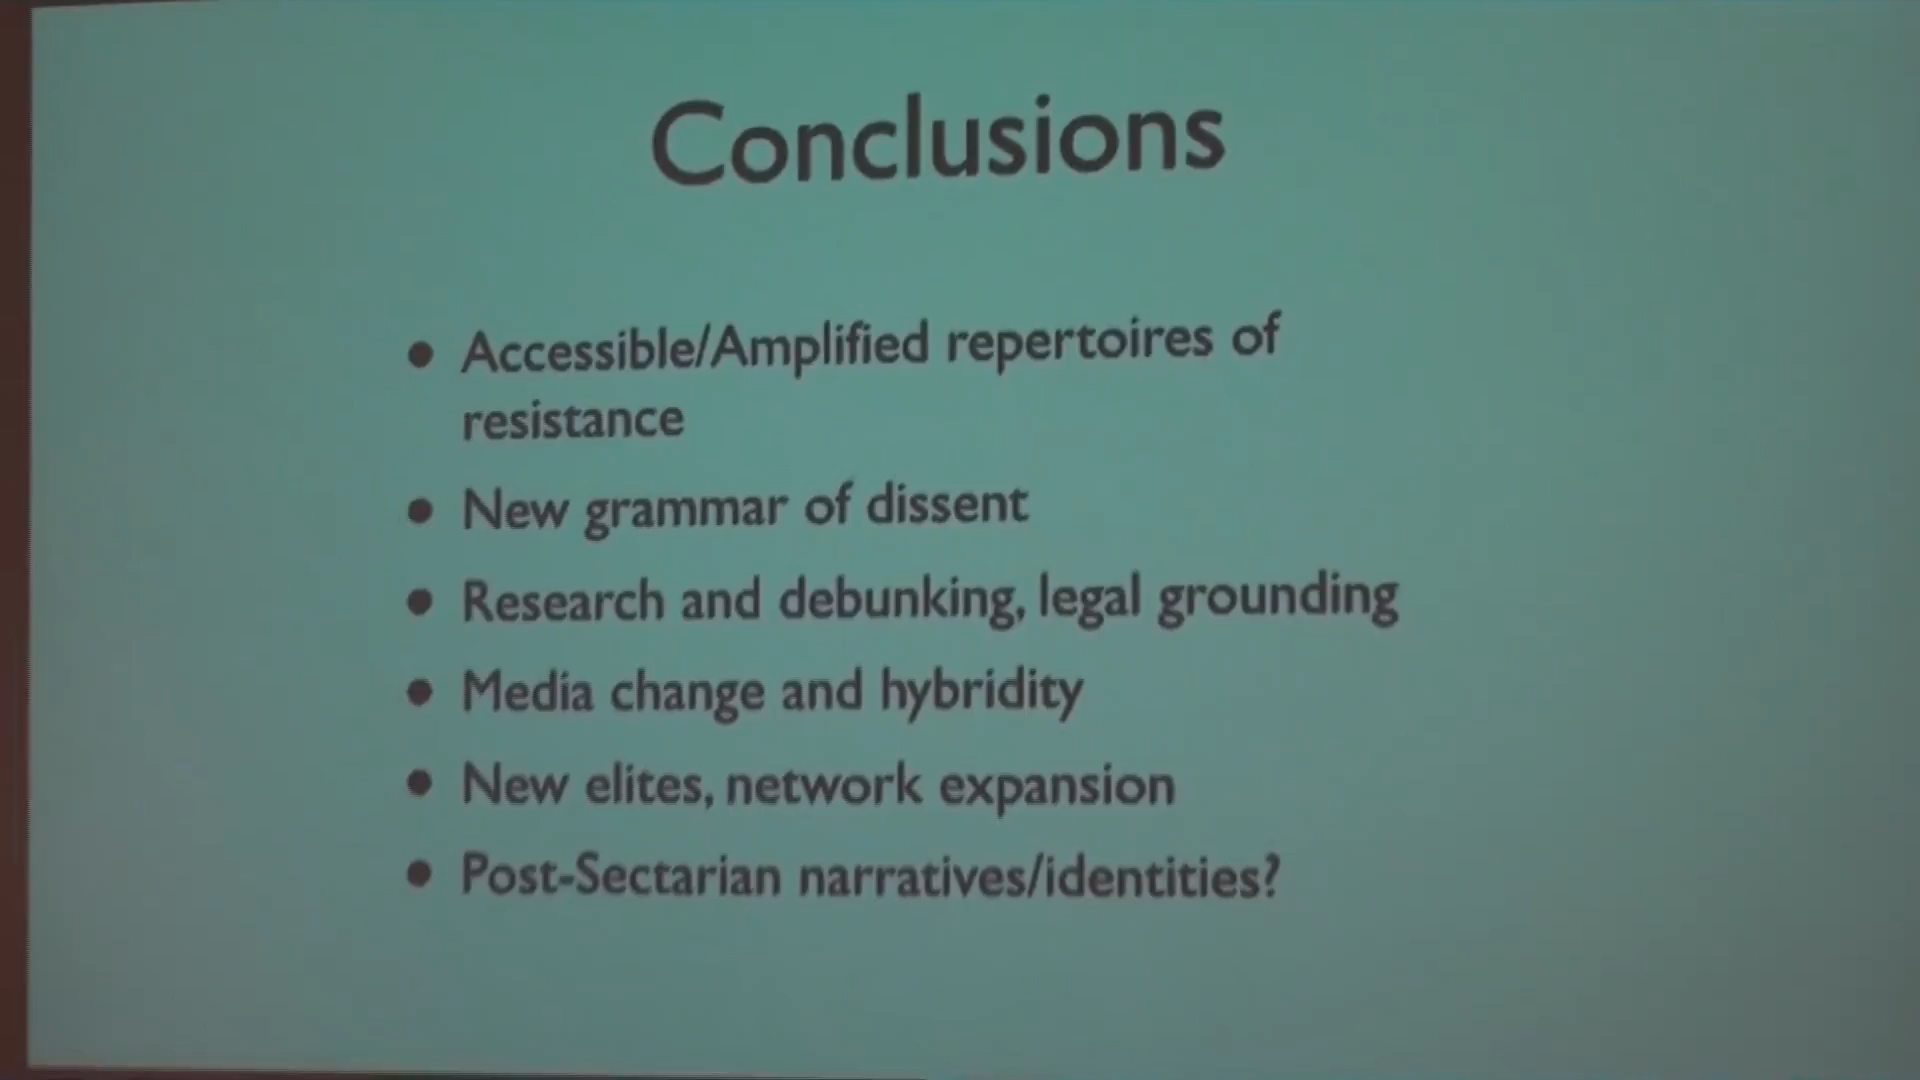 Conclusions
• Accessible/Amplified repertoires of
resistance
• New grammar of dissent
• Research and debunking, legal grounding
• Media change and hybridity
• New elites, network expansion
• Post-Sectarian narratives/identities?